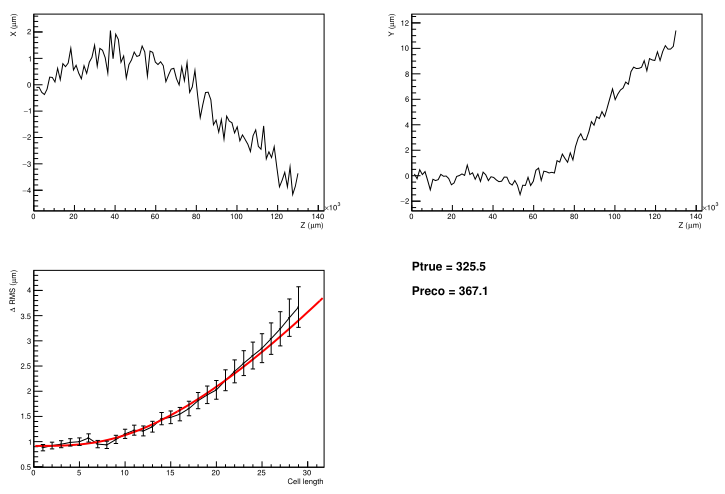 X (μm)
2
1
0
−1
−2
−3
−4
0 20 40 60 80 100 120 140
×10³
Z (μm)
Y (μm)
12
10
8
6
4
2
0
−2
0 20 40 60 80 100 120 140
×10³
Z (μm)
Δ RMS (μm)
4
3.5
3
2.5
2
1.5
1
0.5
0 5 10 15 20 25 30
Cell length
Ptrue = 325.5
Preco = 367.1